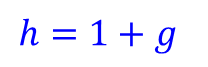 h = 1 + g